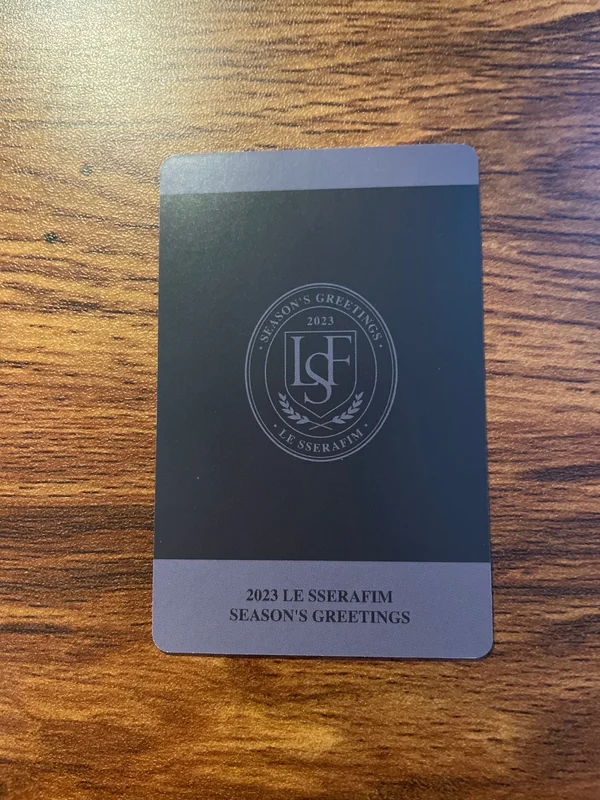 · SEASON'S GREETINGS ·
2023
LSF
· LE SSERAFIM ·
2023 LE SSERAFIM
SEASON'S GREETINGS